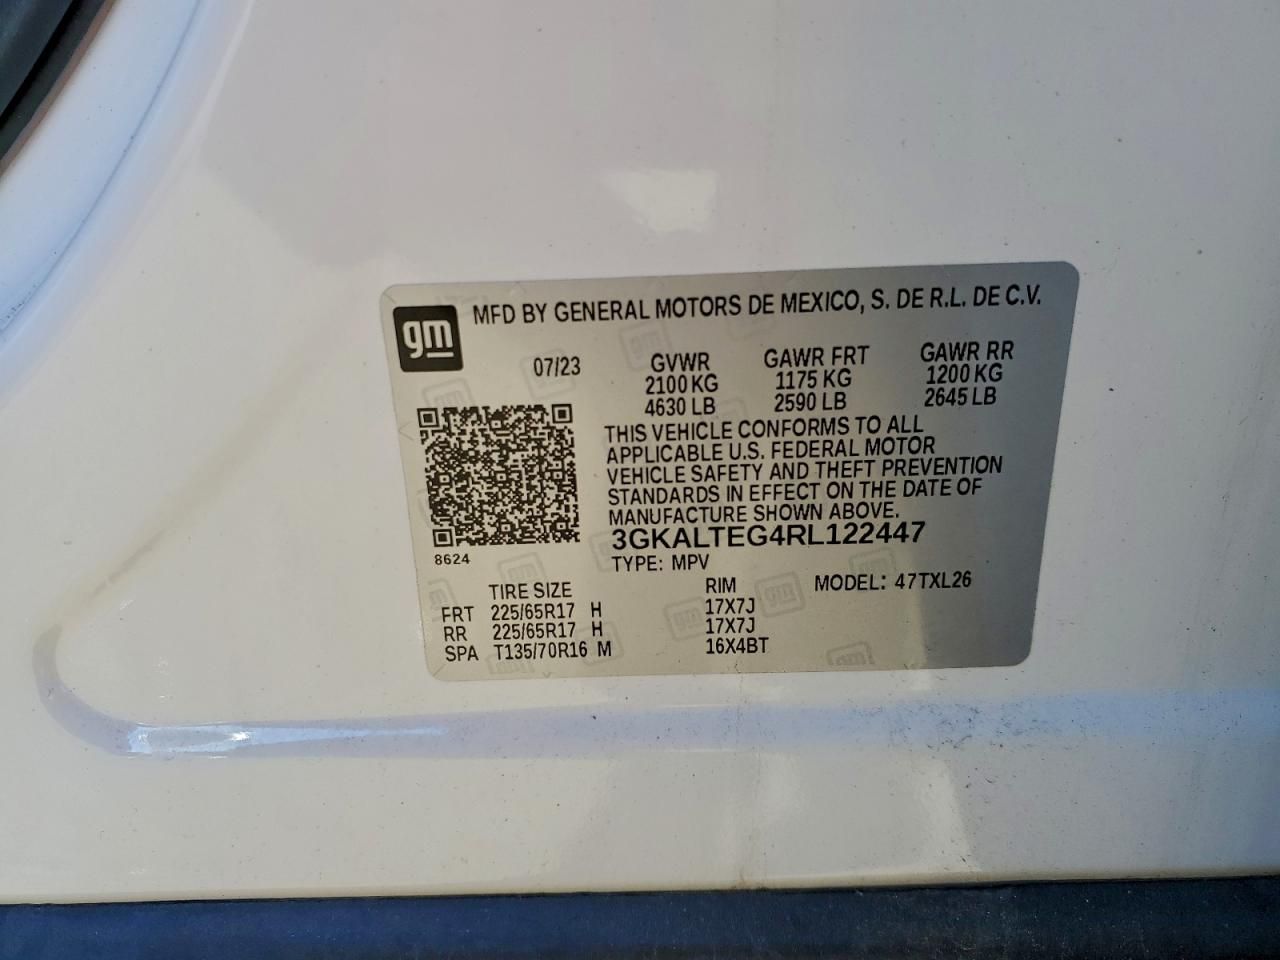 gm
MFD BY GENERAL MOTORS DE MEXICO, S. DE R.L. DE C.V.
07/23 GVWR GAWR FRT GAWR RR
2100 KG 1175 KG 1200 KG
4630 LB 2590 LB 2645 LB
THIS VEHICLE CONFORMS TO ALL
APPLICABLE U.S. FEDERAL MOTOR
VEHICLE SAFETY AND THEFT PREVENTION
STANDARDS IN EFFECT ON THE DATE OF
MANUFACTURE SHOWN ABOVE.
3GKALTEG4RL122447
8624
TYPE: MPV
TIRE SIZE RIM MODEL: 47TXL26
FRT 225/65R17 H 17X7J
RR 225/65R17 H 17X7J
SPA T135/70R16 M 16X4BT